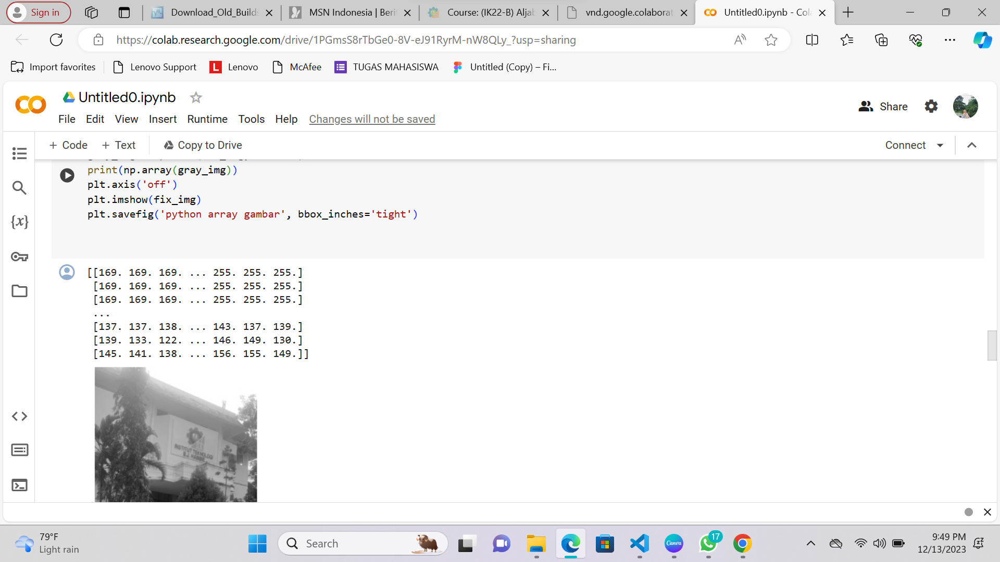 Sign in
Download_Old_Builds
MSN Indonesia | Beri
Course: (IK22-B) Aljab
vnd.google.colaborat
Untitled0.ipynb - Cola
https://colab.research.google.com/drive/1PGmsS8rTbGe0-8V-eJ91RyrM-nW8QLy_?usp=sharing
Import favorites
Lenovo Support
L Lenovo
McAfee
TUGAS MAHASISWA
Untitled (Copy) – Fi...
Untitled0.ipynb
Share
File Edit View Insert Runtime Tools Help Changes will not be saved
+ Code + Text Copy to Drive
Connect
print(np.array(gray_img))
plt.axis('off')
plt.imshow(fix_img)
plt.savefig('python array gambar', bbox_inches='tight')
[[169. 169. 169. ... 255. 255. 255.]
[169. 169. 169. ... 255. 255. 255.]
[169. 169. 169. ... 255. 255. 255.]
...
[137. 137. 138. ... 143. 137. 139.]
[139. 133. 122. ... 146. 149. 130.]
[145. 141. 138. ... 156. 155. 149.]]
INSTITUT TEKNOLOGI
B.J. HABIBIE
79°F
Light rain
Search
Canva
17
9:49 PM
12/13/2023